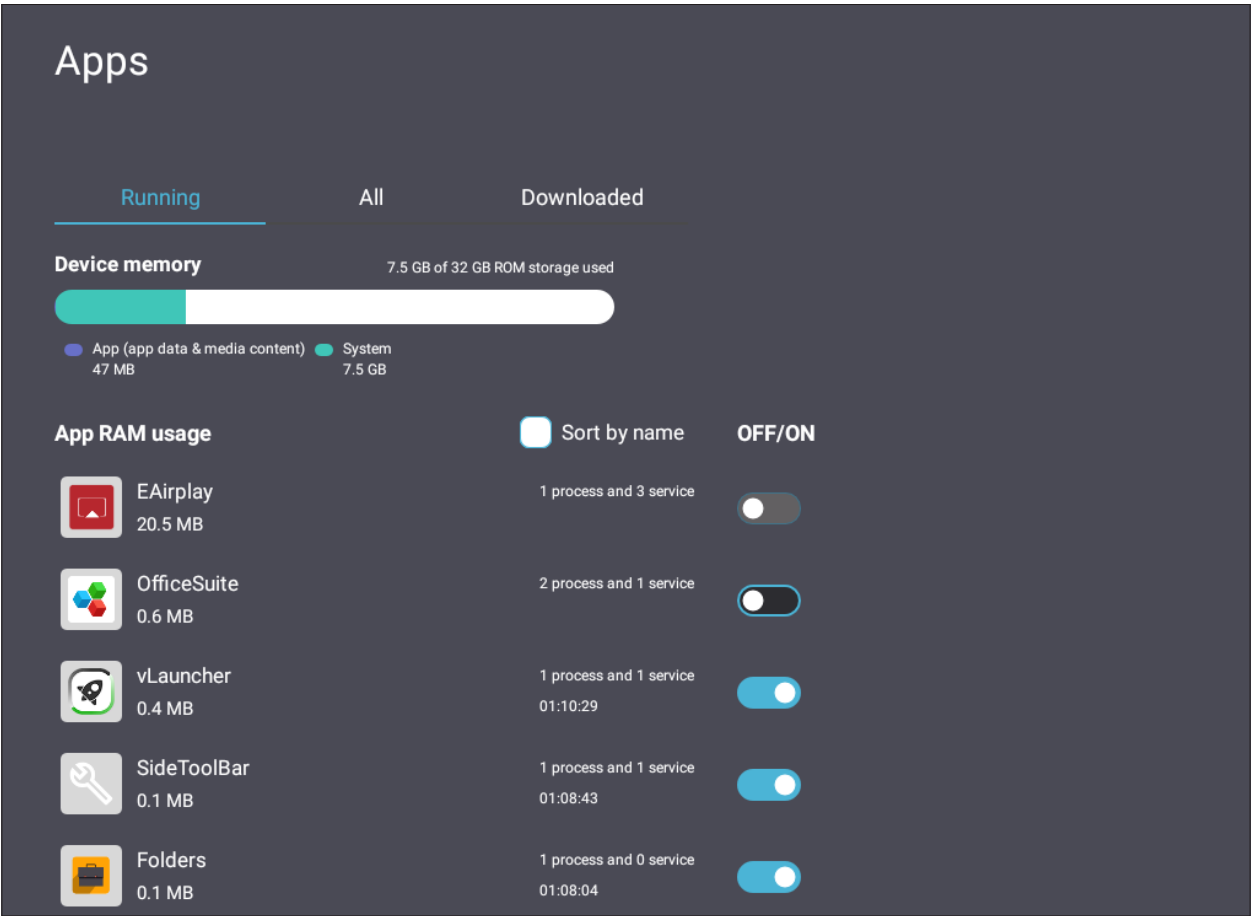 Apps
Running All Downloaded
Device memory 7.5 GB of 32 GB ROM storage used
App (app data & media content) System
47 MB 7.5 GB
App RAM usage Sort by name OFF/ON
EAirplay 1 process and 3 service
20.5 MB
OfficeSuite 2 process and 1 service
0.6 MB
vLauncher 1 process and 1 service
0.4 MB 01:10:29
SideToolBar 1 process and 1 service
0.1 MB 01:08:43
Folders 1 process and 0 service
0.1 MB 01:08:04